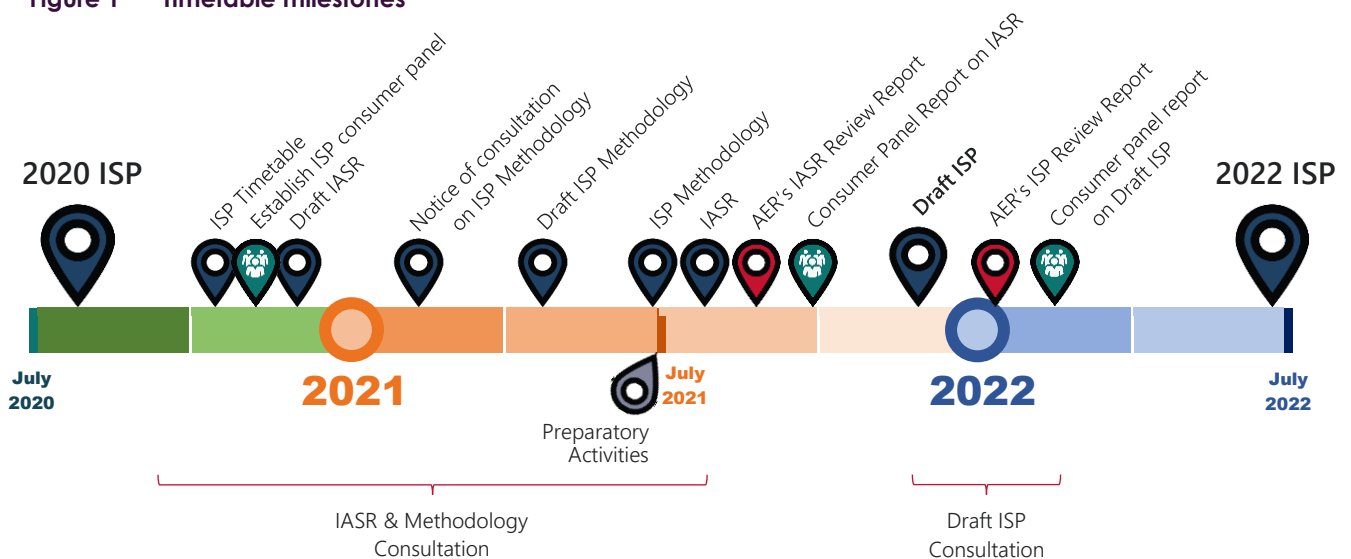 Figure 1 Timetable milestones
2020 ISP
ISP Timetable
Establish ISP consumer panel
Draft IASR
Notice of consultation
on ISP Methodology
Draft ISP Methodology
ISP Methodology
IASR
AER's IASR Review Report
Consumer Panel Report on IASR
Draft ISP
AER's ISP Review Report
Consumer panel report
on Draft ISP
2022 ISP
July
2020
2021
July
2021
2022
July
2022
Preparatory
Activities
IASR & Methodology
Consultation
Draft ISP
Consultation